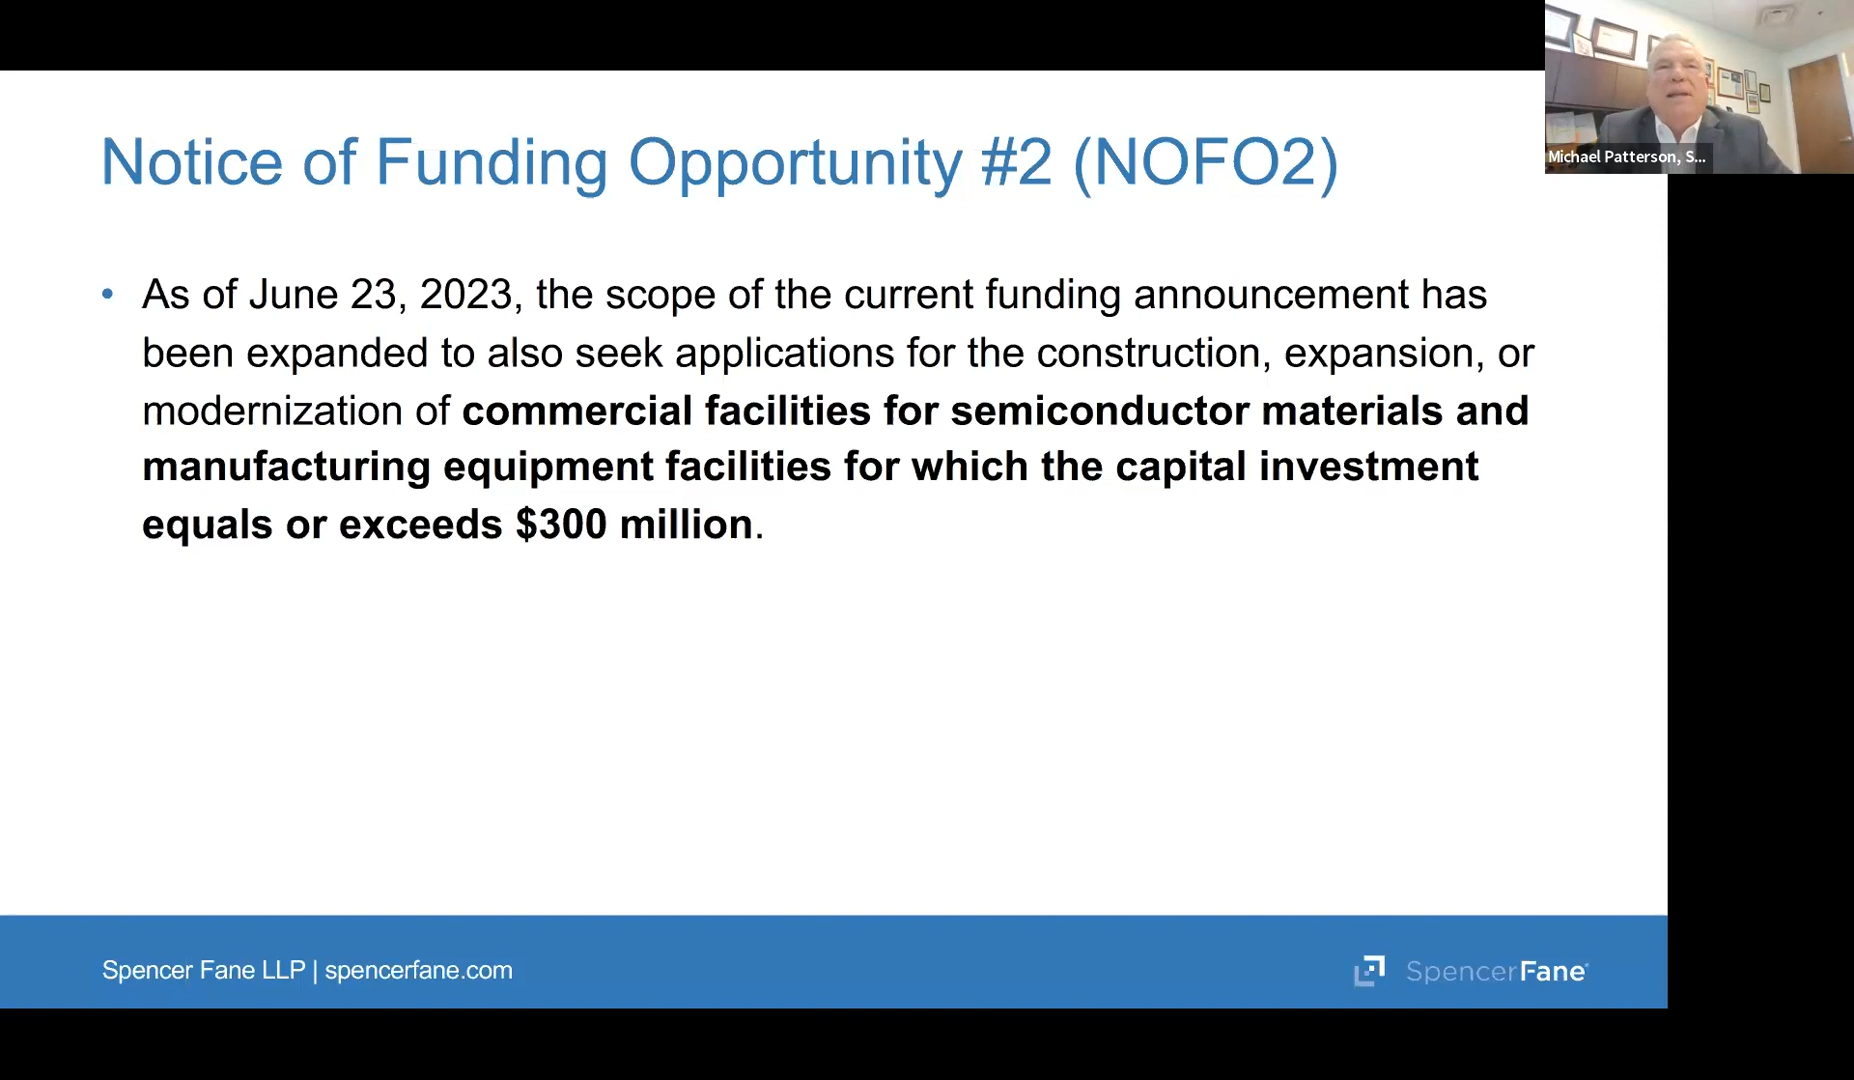 Notice of Funding Opportunity #2 (NOFO2)
• As of June 23, 2023, the scope of the current funding announcement has
been expanded to also seek applications for the construction, expansion, or
modernization of commercial facilities for semiconductor materials and
manufacturing equipment facilities for which the capital investment
equals or exceeds $300 million.
Michael Patterson, S...
Spencer Fane LLP | spencerfane.com
SpencerFane®